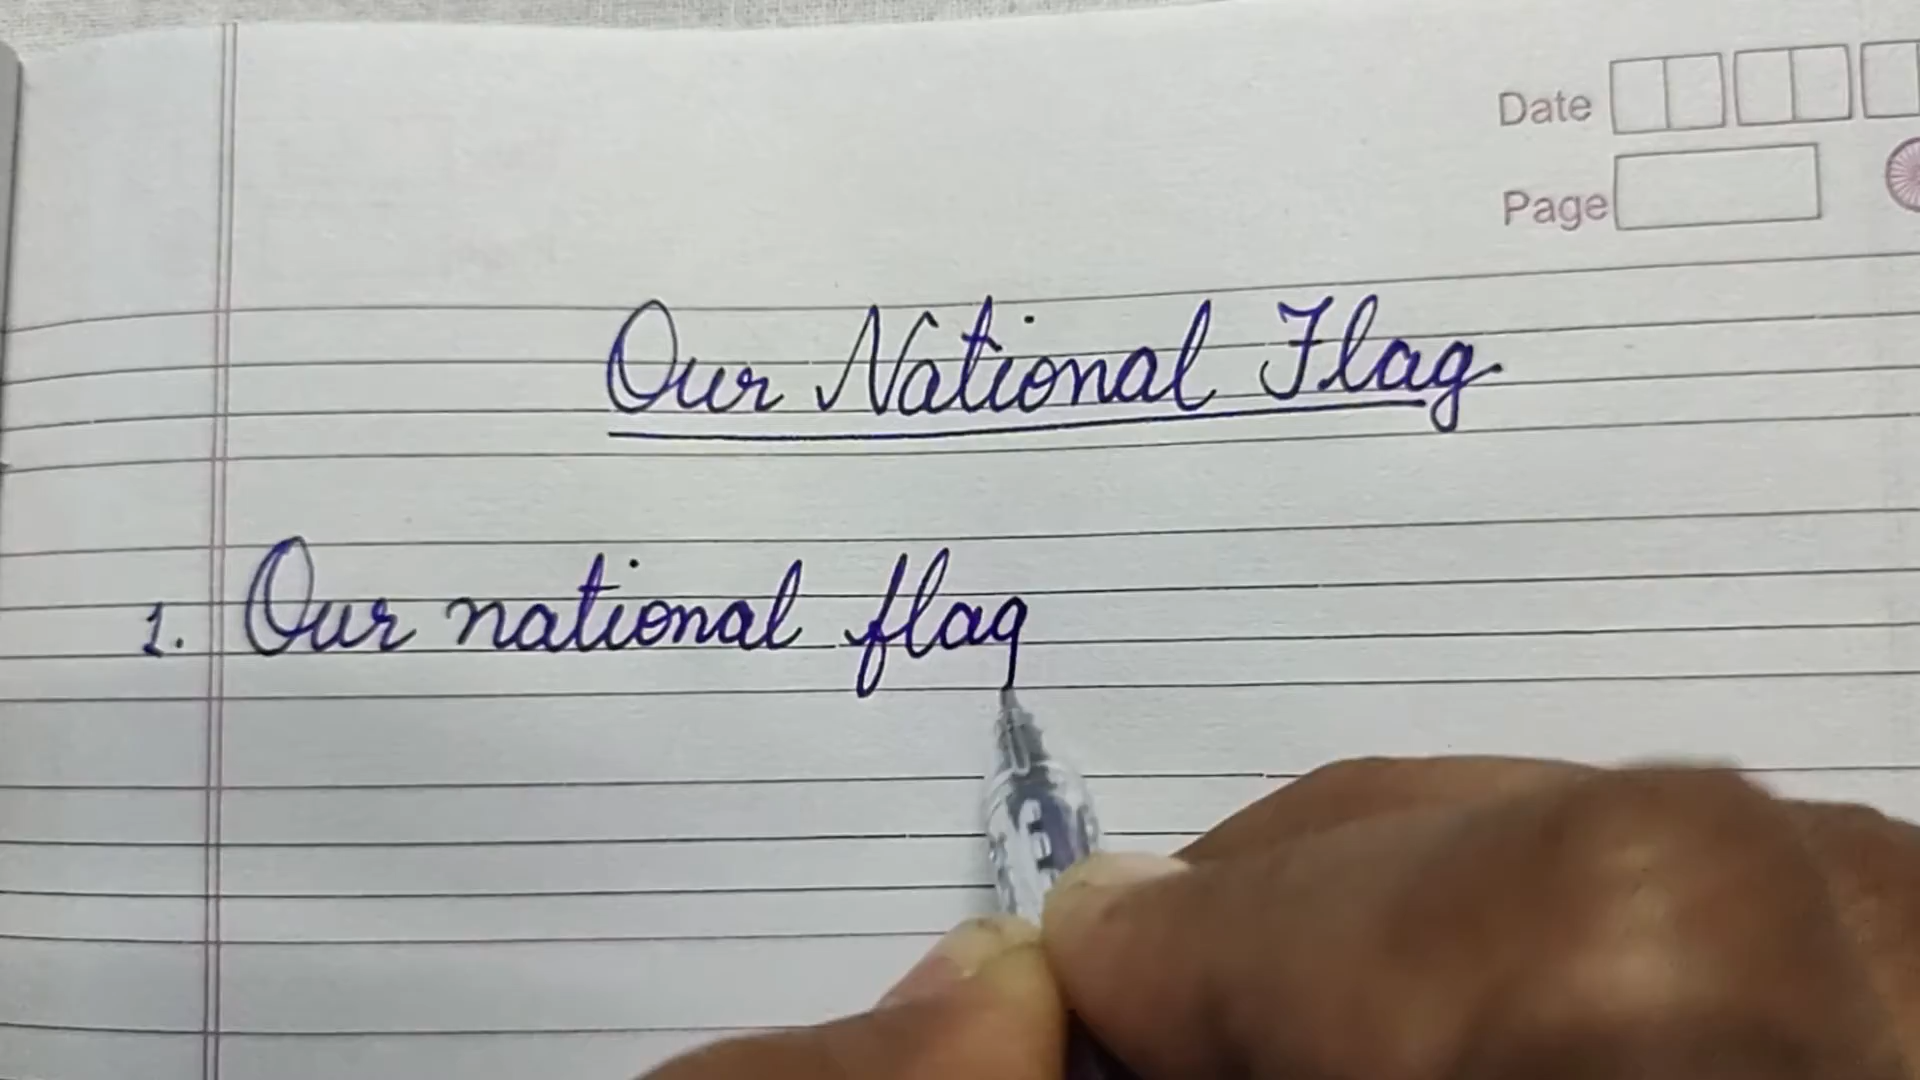 Date
Page
Our National Flag
1. Our national flag